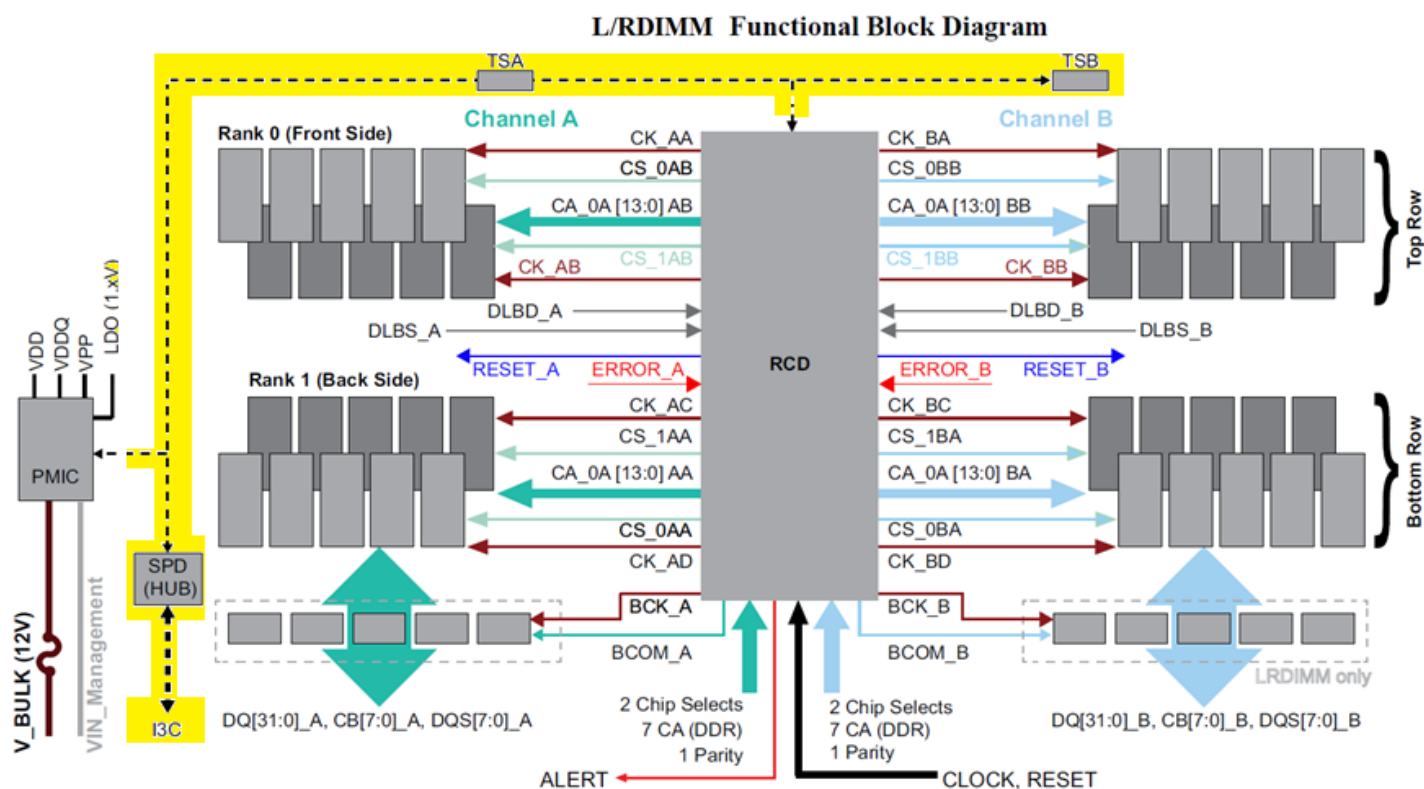 L/RDIMM Functional Block Diagram
TSA
TSB
Channel A
Channel B
Rank 0 (Front Side)
CK_AA
CS_0AB
CA_0A [13:0] AB
CS_1AB
CK_AB
CK_BA
CS_0BB
CA_0A [13:0] BB
CS_1BB
CK_BB
Top Row
DLBD_A
DLBS_A
DLBD_B
DLBS_B
RCD
RESET_A
ERROR_A
ERROR_B
RESET_B
VDD
VDDQ
VPP
LDO (1.xV)
PMIC
Rank 1 (Back Side)
CK_AC
CS_1AA
CA_0A [13:0] AA
CS_0AA
CK_AD
CK_BC
CS_1BA
CA_0A [13:0] BA
CS_0BA
CK_BD
Bottom Row
SPD
(HUB)
V_BULK (12V)
VIN_Management
I3C
BCK_A
BCOM_A
BCK_B
BCOM_B
LRDIMM only
DQ[31:0]_A, CB[7:0]_A, DQS[7:0]_A
2 Chip Selects
7 CA (DDR)
1 Parity
2 Chip Selects
7 CA (DDR)
1 Parity
DQ[31:0]_B, CB[7:0]_B, DQS[7:0]_B
ALERT
CLOCK, RESET